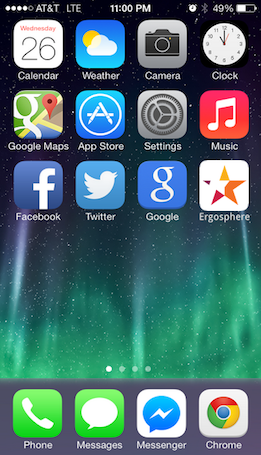 AT&T LTE 11:00 PM 49%
Wednesday
26
Calendar Weather Camera Clock
Google Maps App Store Settings Music
Facebook Twitter Google Ergosphere
Phone Messages Messenger Chrome